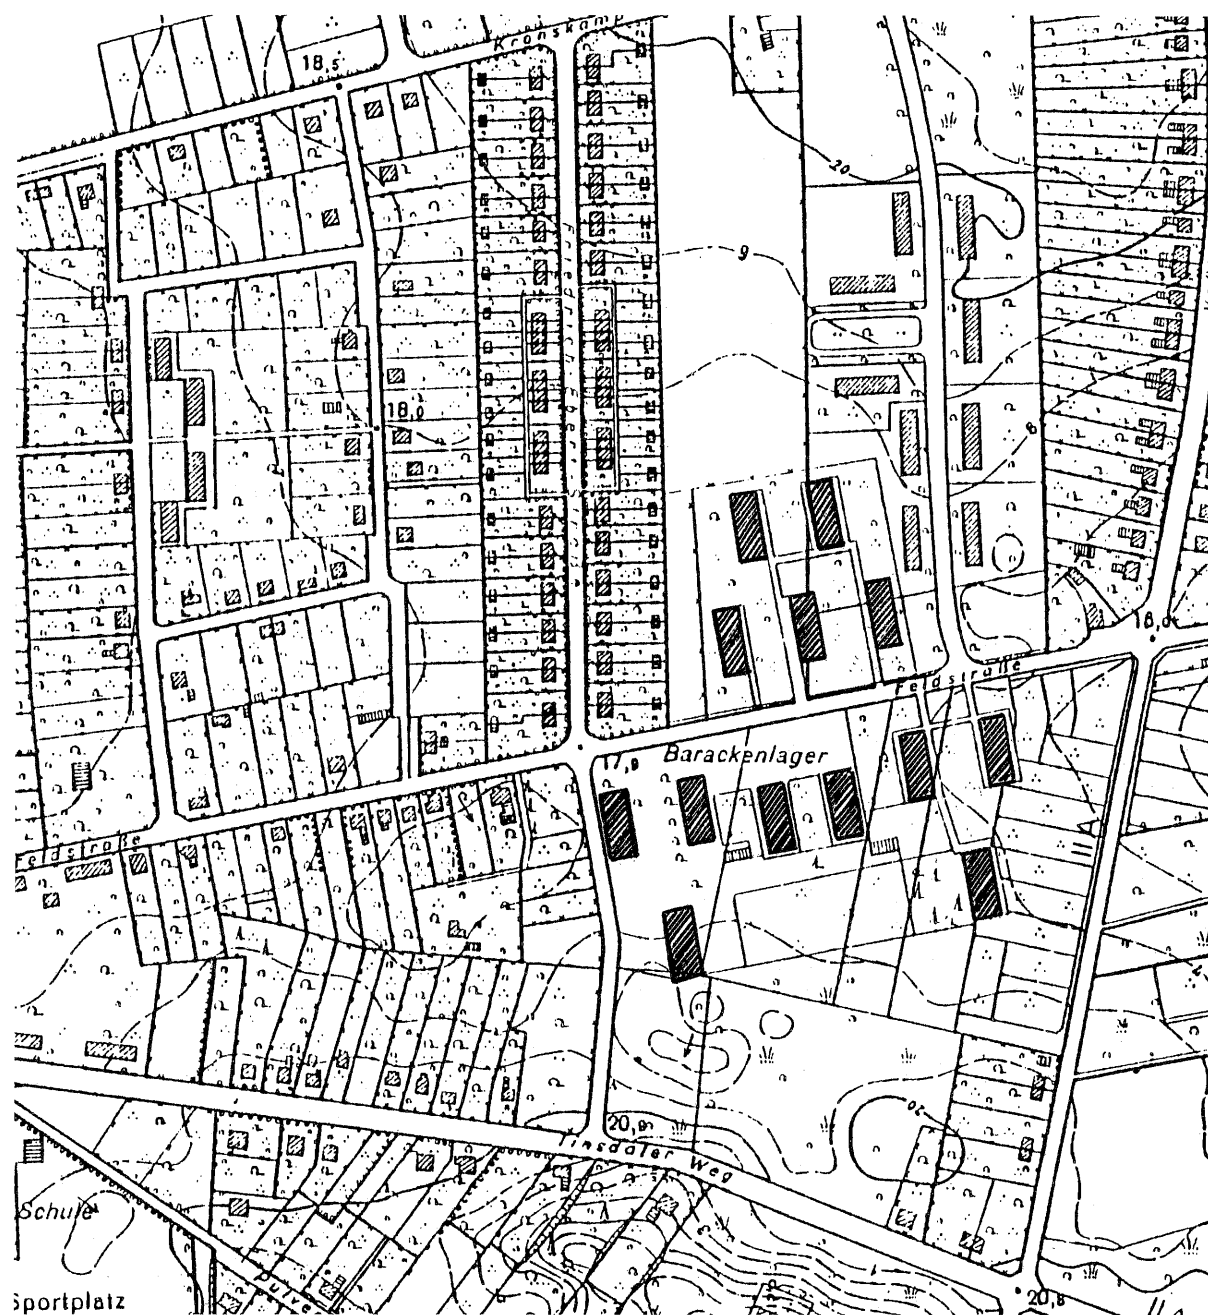 Kronskamp
18,5
20
9
18,0
8
18,0
Feldstraße
17,9
Barackenlager
Feldstraße
20
20,9
Tinsdaler Weg
Schule
Sportplatz
20,8